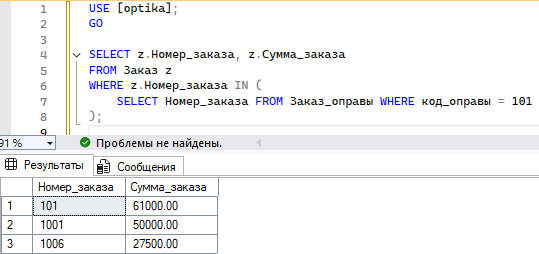 1 USE [optika];
2 GO
3
4 SELECT z.Номер_заказа, z.Сумма_заказа
5 FROM Заказ z
6 WHERE z.Номер_заказа IN (
7 SELECT Номер_заказа FROM Заказ_оправы WHERE код_оправы = 101
8 );
9
91 % Проблемы не найдены.
Результаты Сообщения
Номер_заказа Сумма_заказа
1 101 61000.00
2 1001 50000.00
3 1006 27500.00